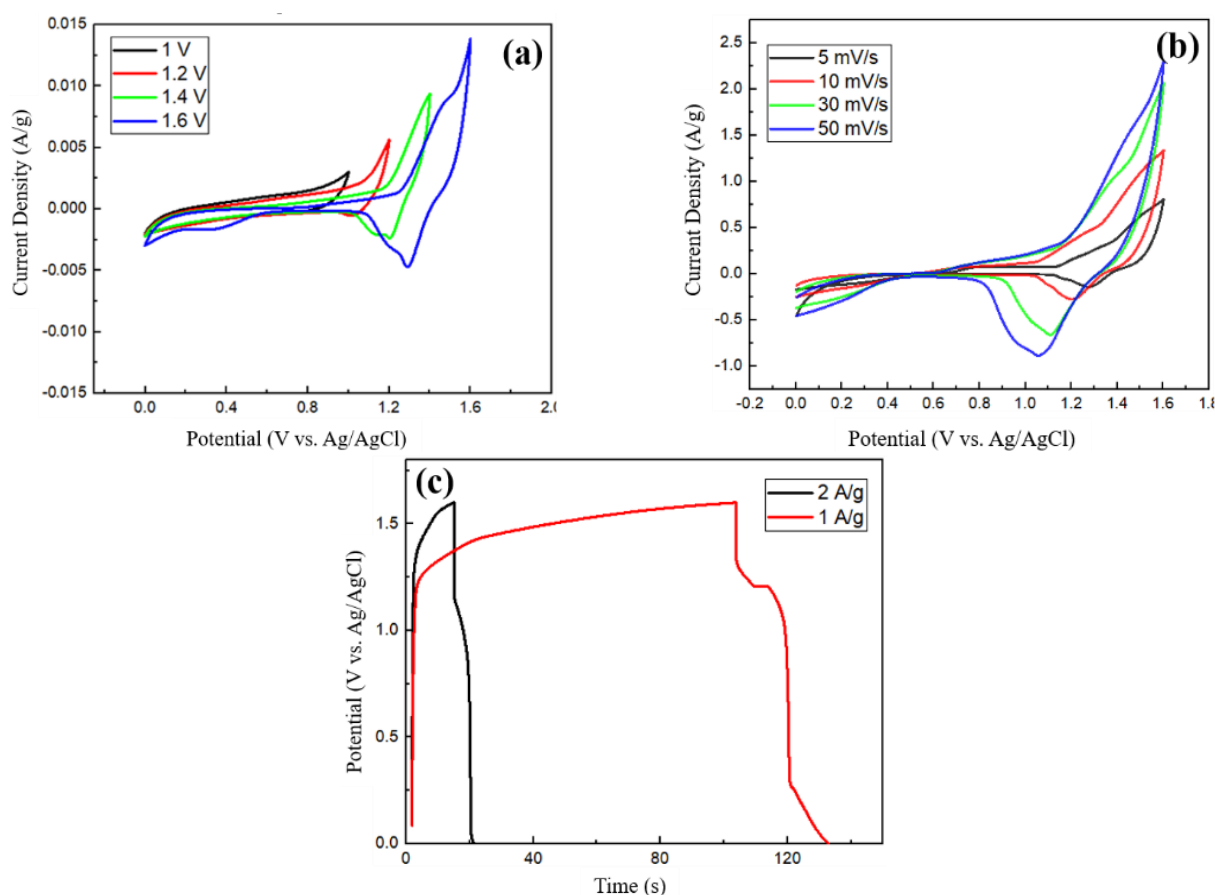 (a)
1 V
1.2 V
1.4 V
1.6 V
Current Density (A/g)
0.015
0.010
0.005
0.000
-0.005
-0.010
-0.015
0.0 0.4 0.8 1.2 1.6 2.0
Potential (V vs. Ag/AgCl)
(b)
5 mV/s
10 mV/s
30 mV/s
50 mV/s
Current Density (A/g)
2.5
2.0
1.5
1.0
0.5
0.0
-0.5
-1.0
-0.2 0.0 0.2 0.4 0.6 0.8 1.0 1.2 1.4 1.6 1.8
Potential (V vs. Ag/AgCl)
(c)
2 A/g
1 A/g
Potential (V vs. Ag/AgCl)
1.5
1.0
0.5
0.0
0 40 80 120
Time (s)